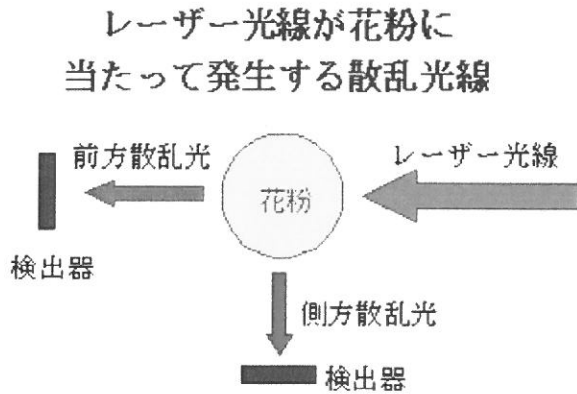 レーザー光線が花粉に
当たって発生する散乱光線
前方散乱光
レーザー光線
花粉
検出器
側方散乱光
検出器